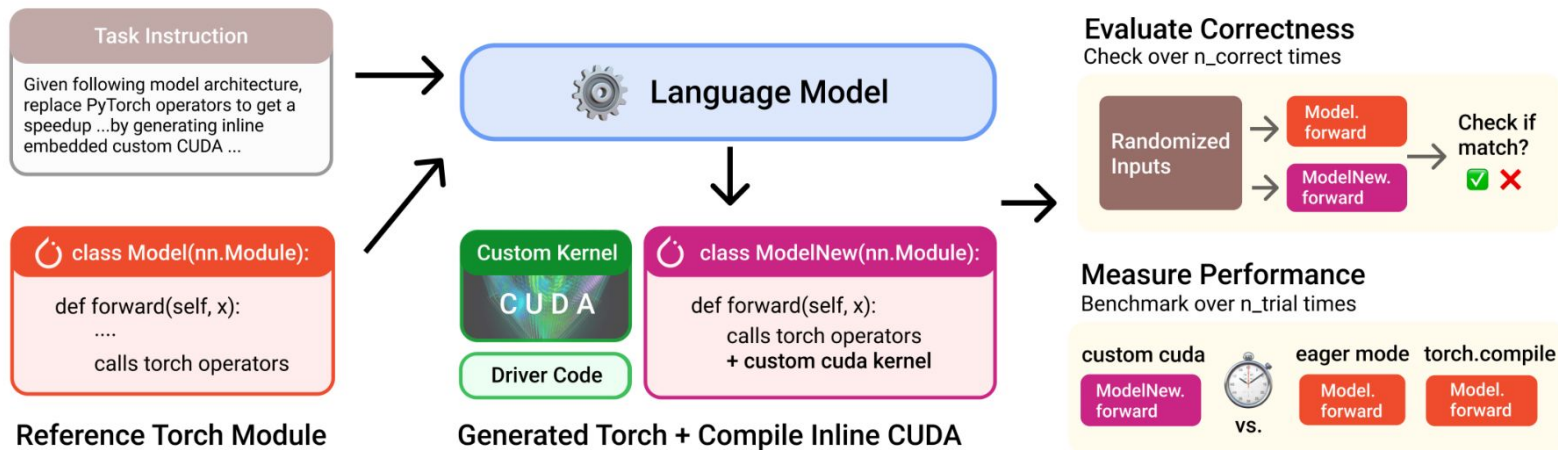 Task Instruction
Given following model architecture,
replace PyTorch operators to get a
speedup ...by generating inline
embedded custom CUDA ...
class Model(nn.Module):
def forward(self, x):
....
calls torch operators
Reference Torch Module
Language Model
Custom Kernel
CUDA
Driver Code
class ModelNew(nn.Module):
def forward(self, x):
calls torch operators
+ custom cuda kernel
Generated Torch + Compile Inline CUDA
Evaluate Correctness
Check over n_correct times
Randomized
Inputs
Model.
forward
ModelNew.
forward
Check if
match?
Measure Performance
Benchmark over n_trial times
custom cuda
ModelNew.
forward
vs.
eager mode
Model.
forward
torch.compile
Model.
forward